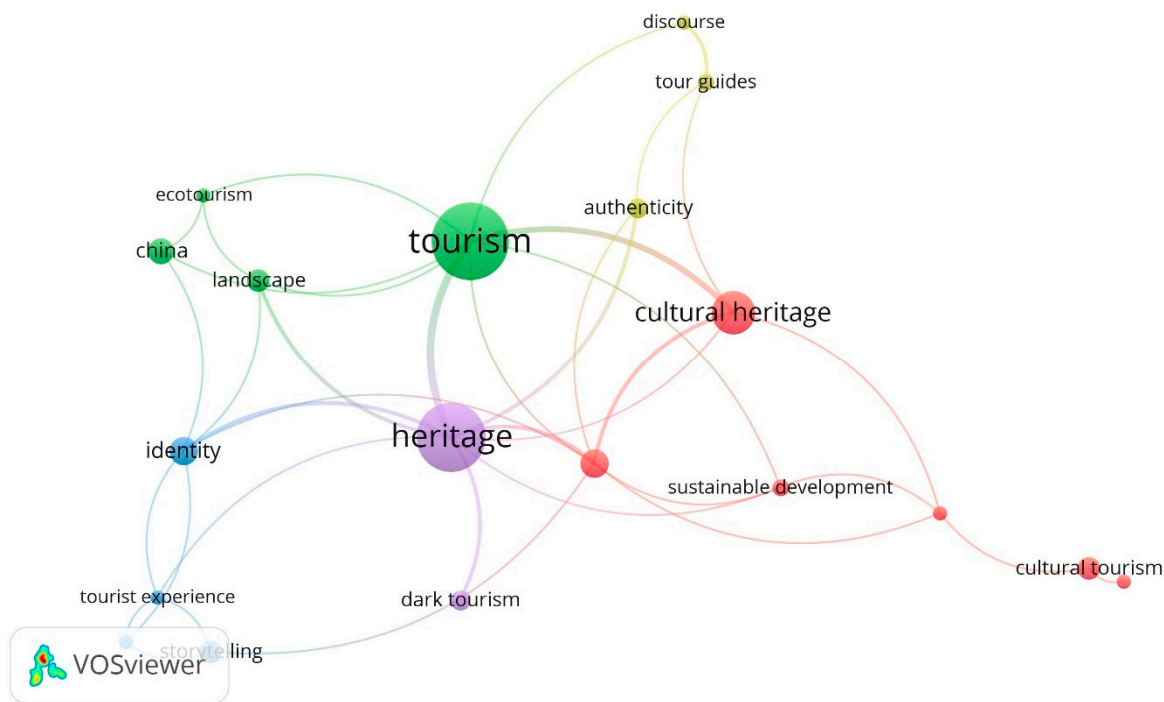 discourse
tour guides
ecotourism
authenticity
tourism
china
landscape
cultural heritage
heritage
identity
sustainable development
cultural tourism
tourist experience
dark tourism
storytelling
VOSviewer